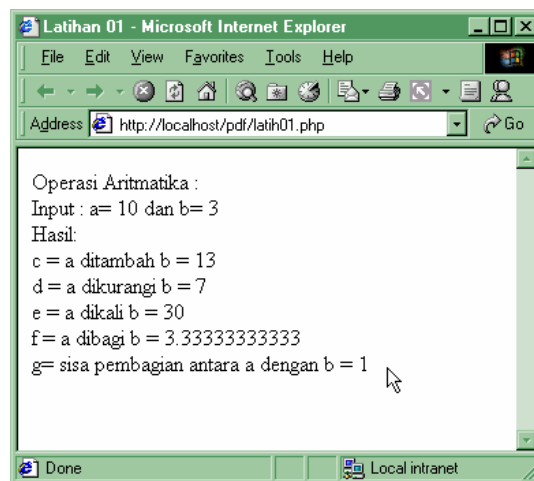 Latihan 01 - Microsoft Internet Explorer
File Edit View Favorites Tools Help
Address http://localhost/pdf/latih01.php Go
Operasi Aritmatika :
Input : a= 10 dan b= 3
Hasil:
c = a ditambah b = 13
d = a dikurangi b = 7
e = a dikali b = 30
f = a dibagi b = 3.33333333333
g= sisa pembagian antara a dengan b = 1
Done Local intranet